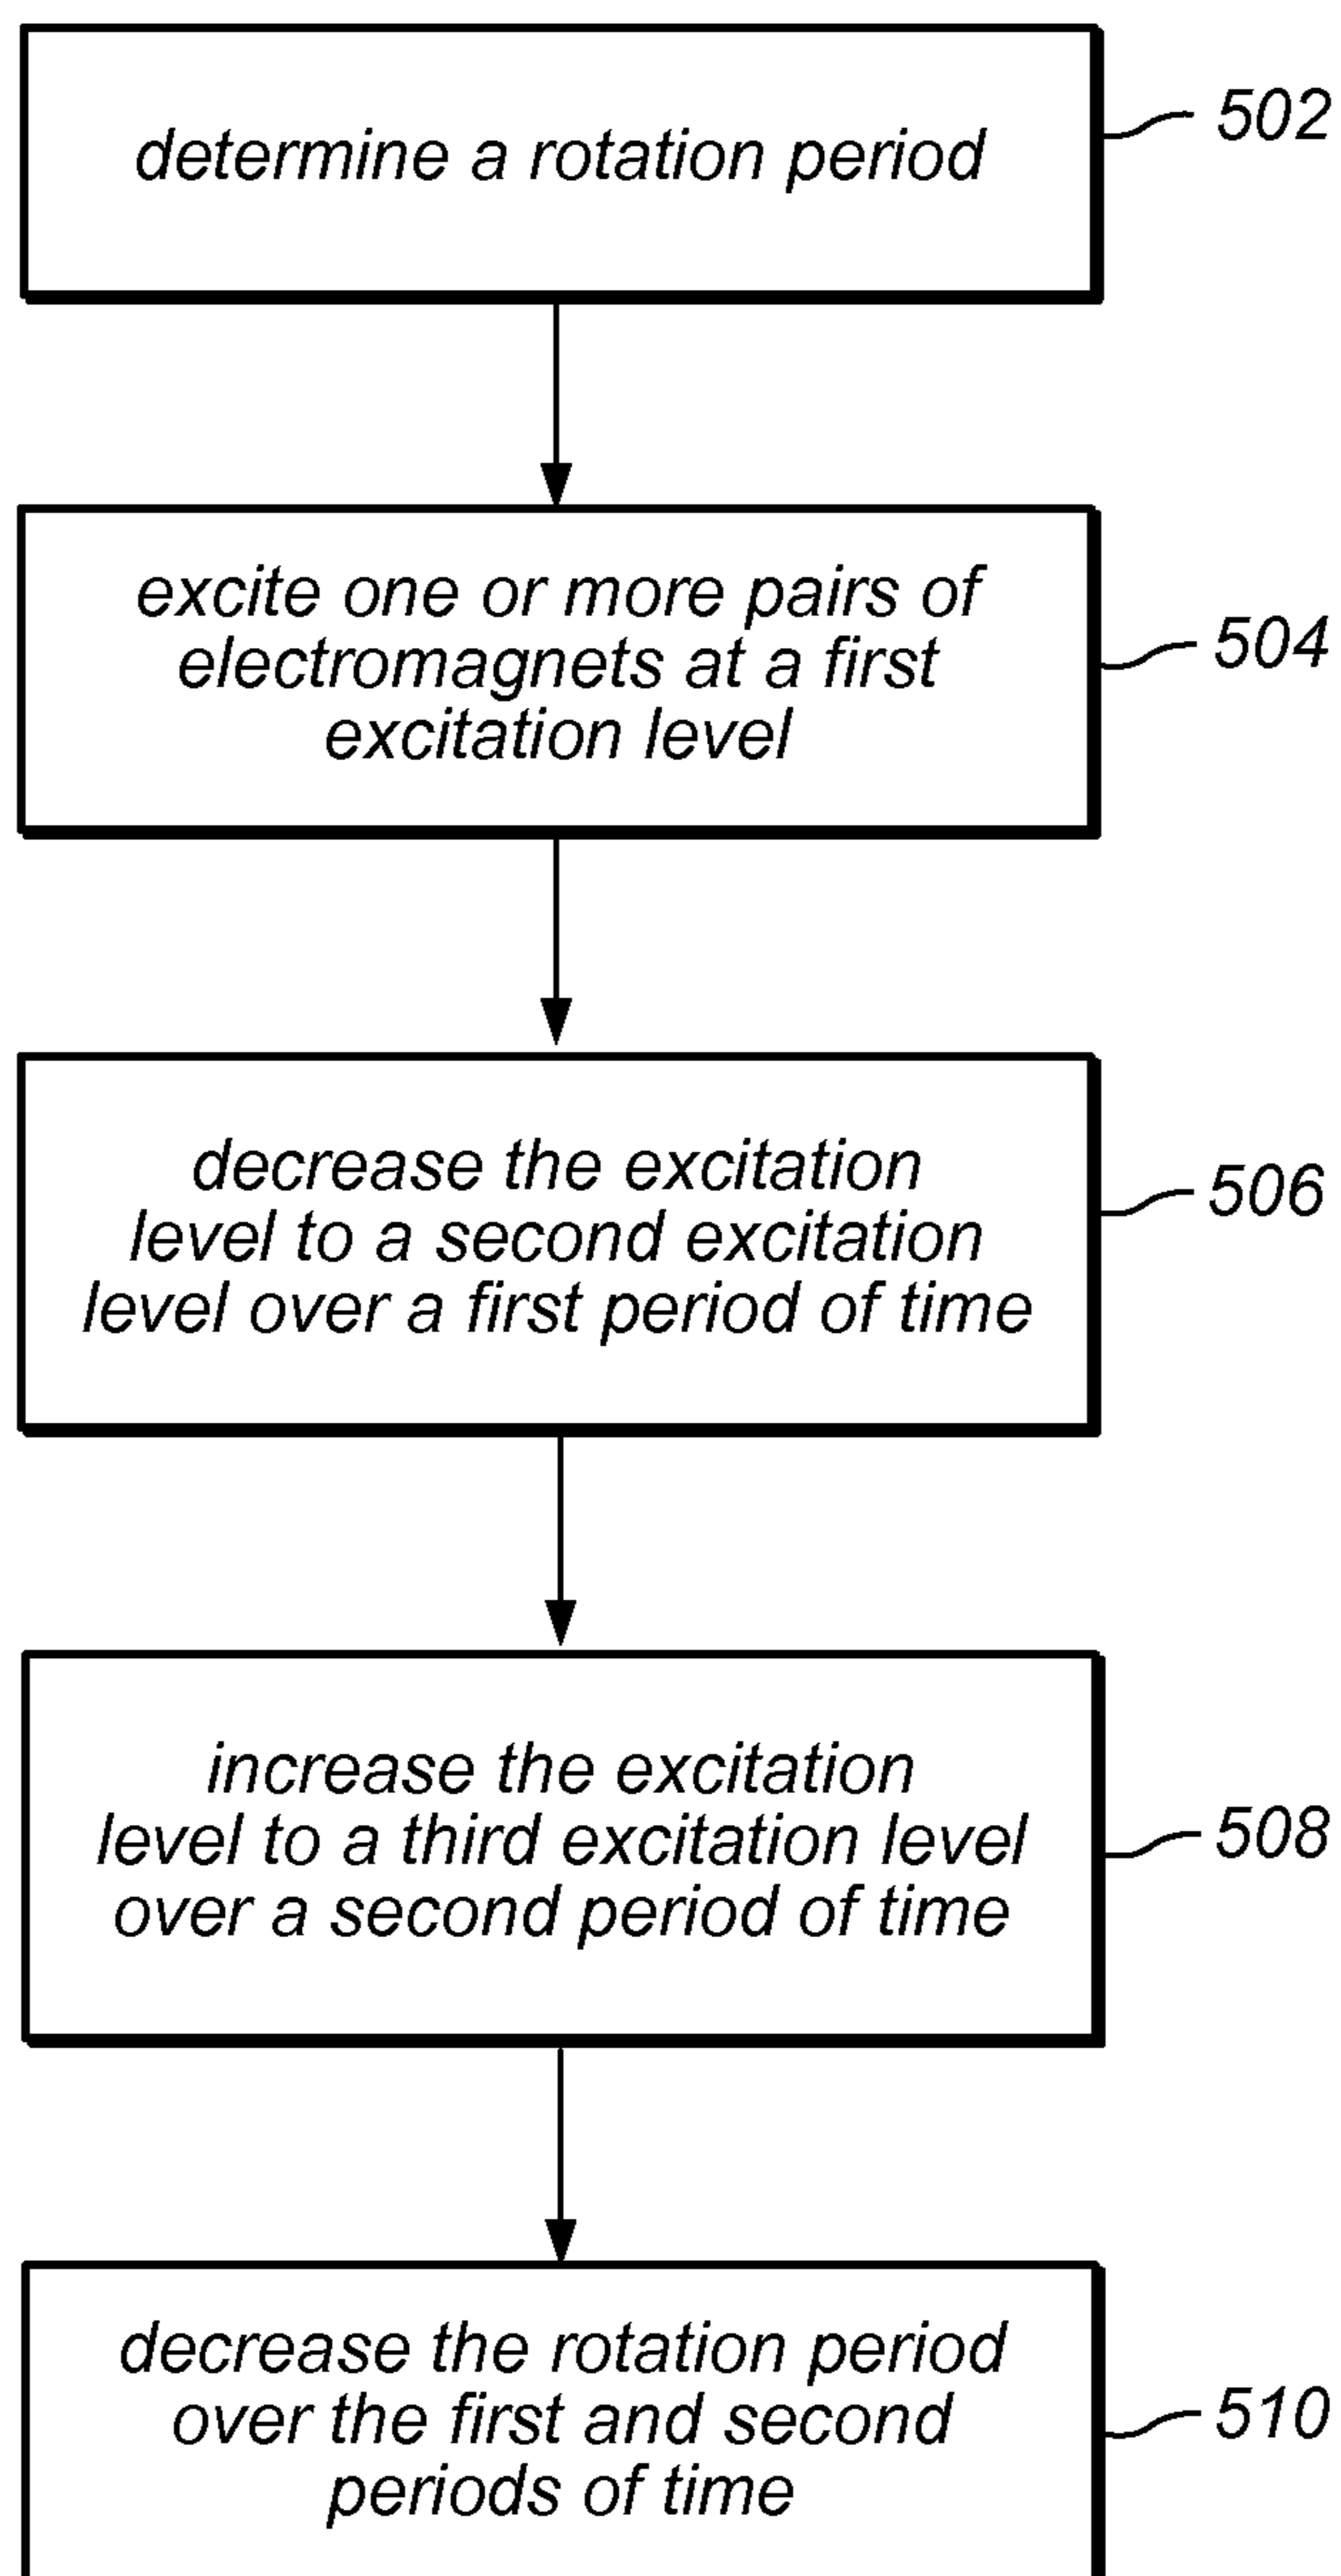 determine a rotation period
502
excite one or more pairs of
electromagnets at a first
excitation level
504
decrease the excitation
level to a second excitation
level over a first period of time
506
increase the excitation
level to a third excitation level
over a second period of time
508
decrease the rotation period
over the first and second
periods of time
510